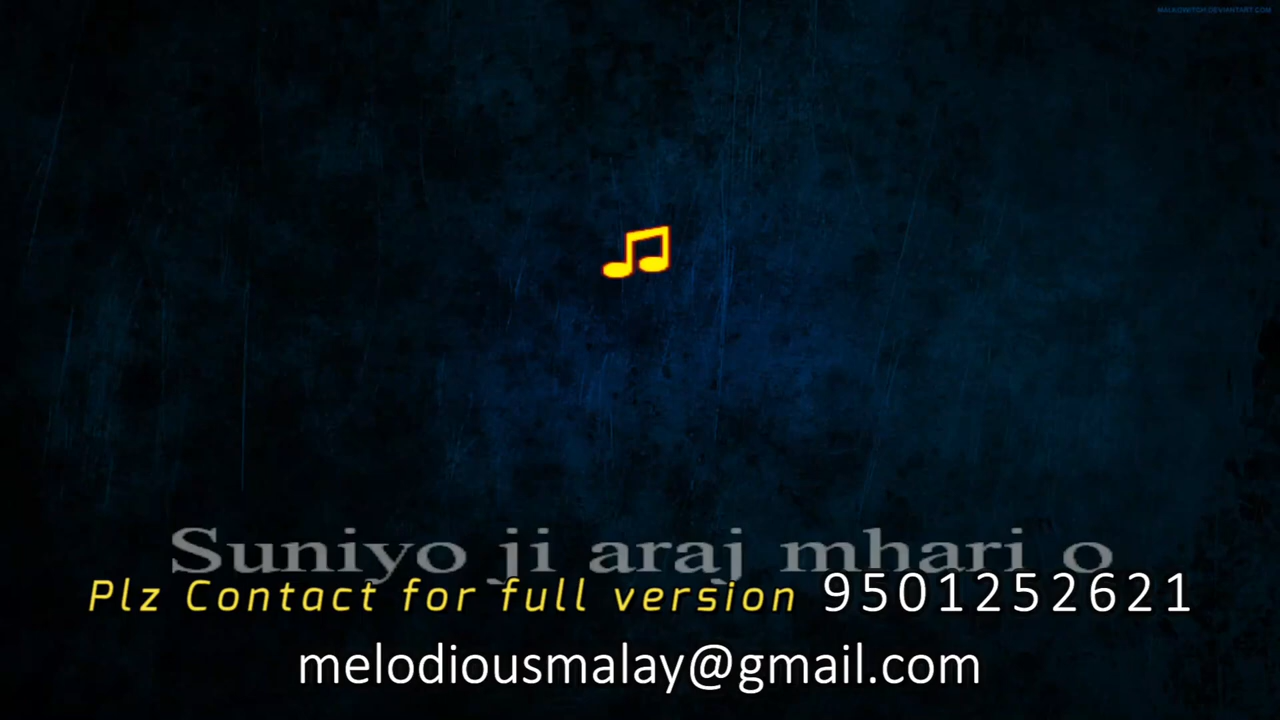 Suniyo ji araj mhari o
Plz Contact for full version 9501252621
melodiousmalay@gmail.com